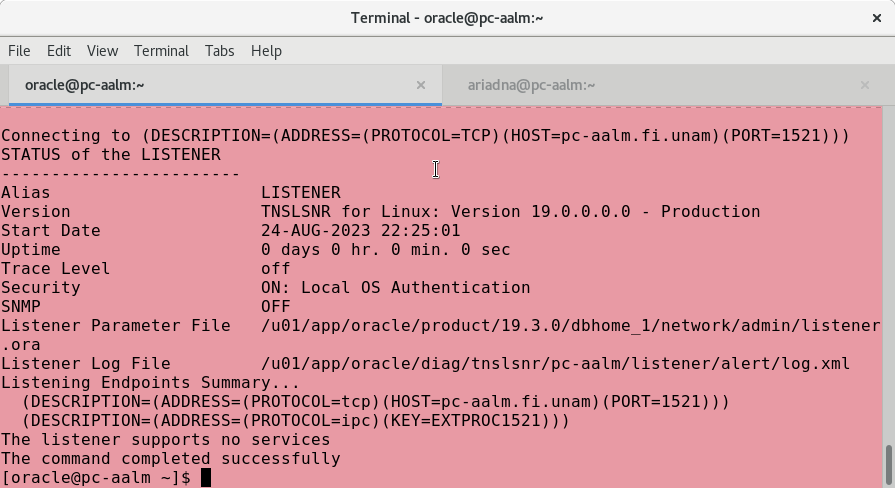 Terminal - oracle@pc-aalm:~
File Edit View Terminal Tabs Help
oracle@pc-aalm:~ ariadna@pc-aalm:~
Connecting to (DESCRIPTION=(ADDRESS=(PROTOCOL=TCP)(HOST=pc-aalm.fi.unam)(PORT=1521)))
STATUS of the LISTENER
------------------------
Alias                     LISTENER
Version                   TNSLSNR for Linux: Version 19.0.0.0.0 - Production
Start Date                24-AUG-2023 22:25:01
Uptime                    0 days 0 hr. 0 min. 0 sec
Trace Level               off
Security                  ON: Local OS Authentication
SNMP                      OFF
Listener Parameter File   /u01/app/oracle/product/19.3.0/dbhome_1/network/admin/listener
.ora
Listener Log File         /u01/app/oracle/diag/tnslsnr/pc-aalm/listener/alert/log.xml
Listening Endpoints Summary...
  (DESCRIPTION=(ADDRESS=(PROTOCOL=tcp)(HOST=pc-aalm.fi.unam)(PORT=1521)))
  (DESCRIPTION=(ADDRESS=(PROTOCOL=ipc)(KEY=EXTPROC1521)))
The listener supports no services
The command completed successfully
[oracle@pc-aalm ~]$